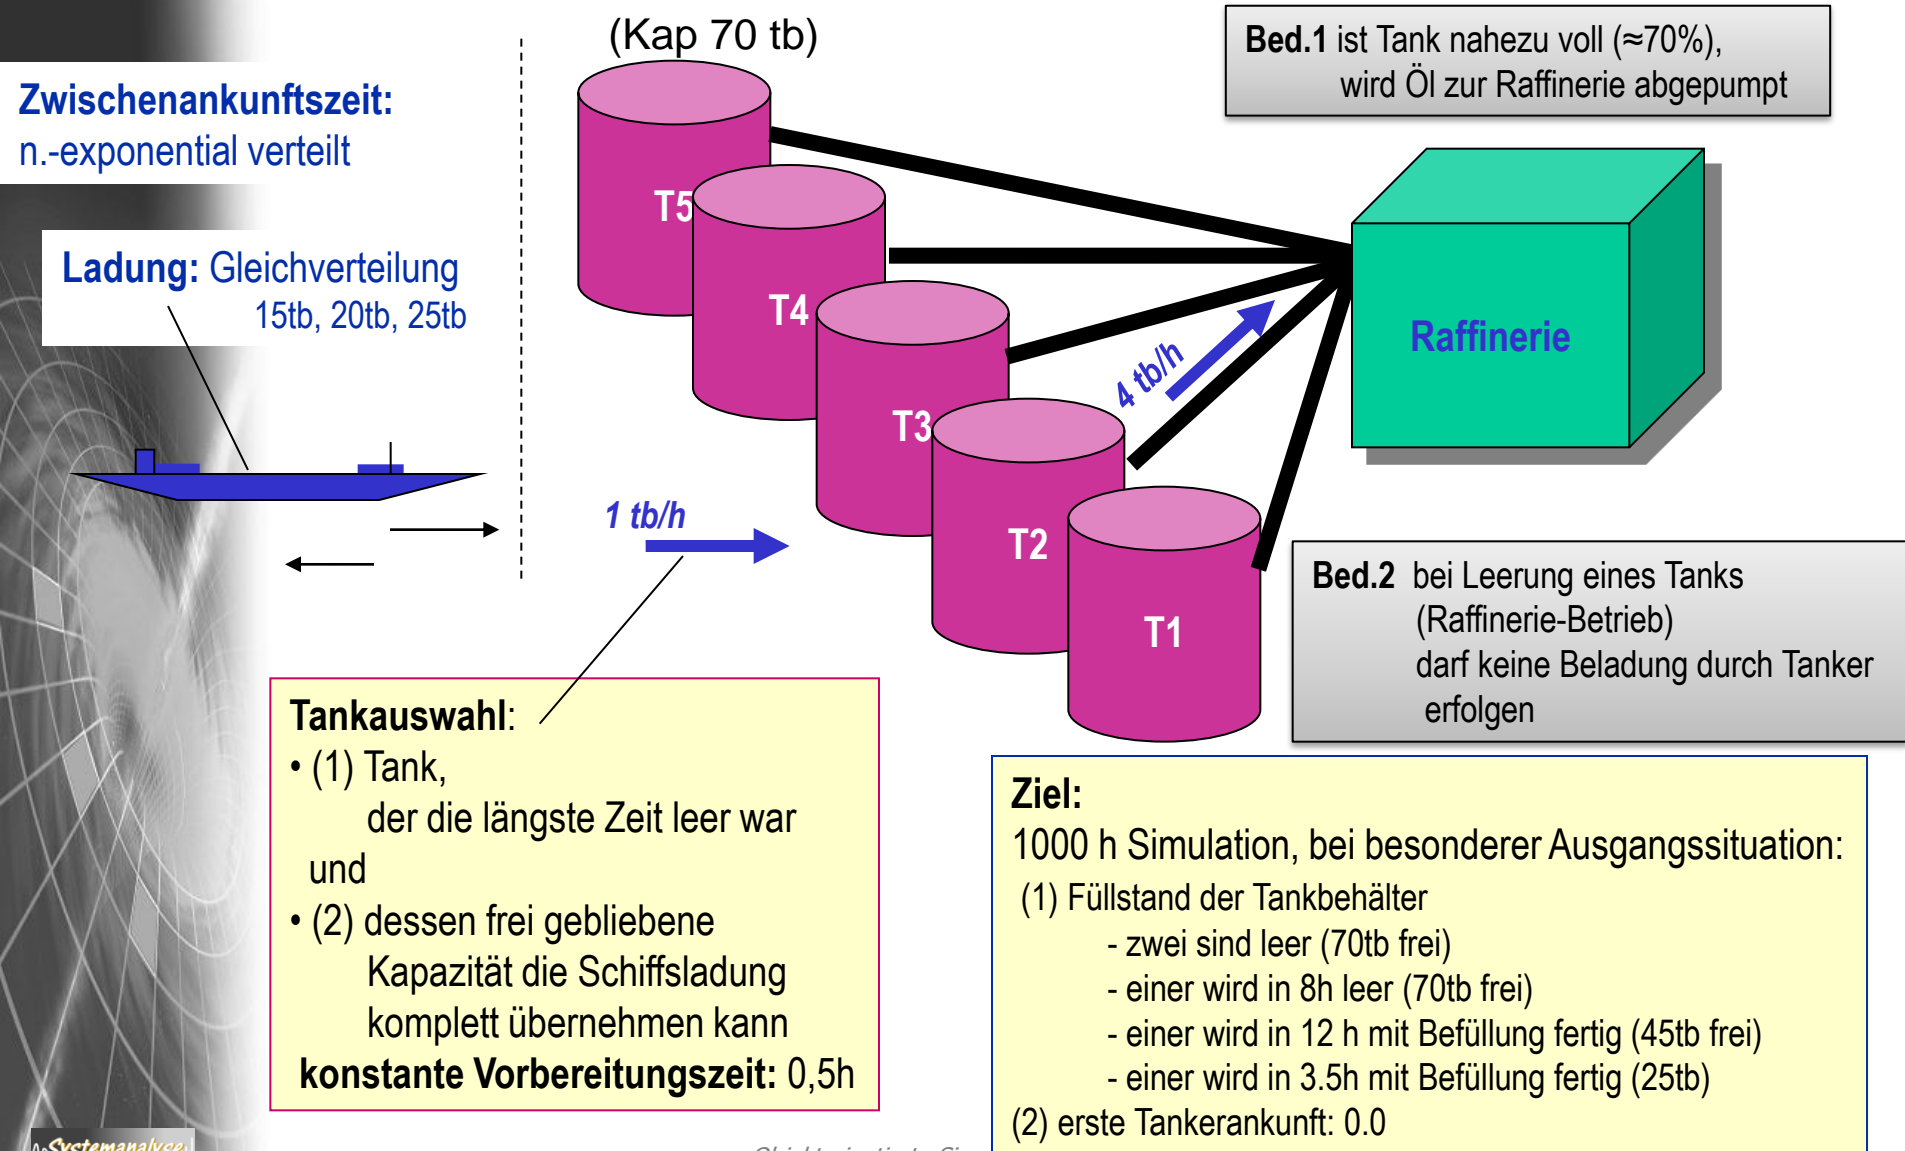 (Kap 70 tb)
Zwischenankunftszeit:
n.-exponential verteilt
Ladung: Gleichverteilung
15tb, 20tb, 25tb
Bed.1 ist Tank nahezu voll (≈70%),
wird Öl zur Raffinerie abgepumpt
T5
T4
T3
T2
T1
4 tb/h
Raffinerie
1 tb/h
Bed.2 bei Leerung eines Tanks
(Raffinerie-Betrieb)
darf keine Beladung durch Tanker
erfolgen
Tankauswahl:
• (1) Tank,
der die längste Zeit leer war
und
• (2) dessen frei gebliebene
Kapazität die Schiffsladung
komplett übernehmen kann
konstante Vorbereitungszeit: 0,5h
Ziel:
1000 h Simulation, bei besonderer Ausgangssituation:
(1) Füllstand der Tankbehälter
- zwei sind leer (70tb frei)
- einer wird in 8h leer (70tb frei)
- einer wird in 12 h mit Befüllung fertig (45tb frei)
- einer wird in 3.5h mit Befüllung fertig (25tb)
(2) erste Tankerankunft: 0.0
Systemanalyse